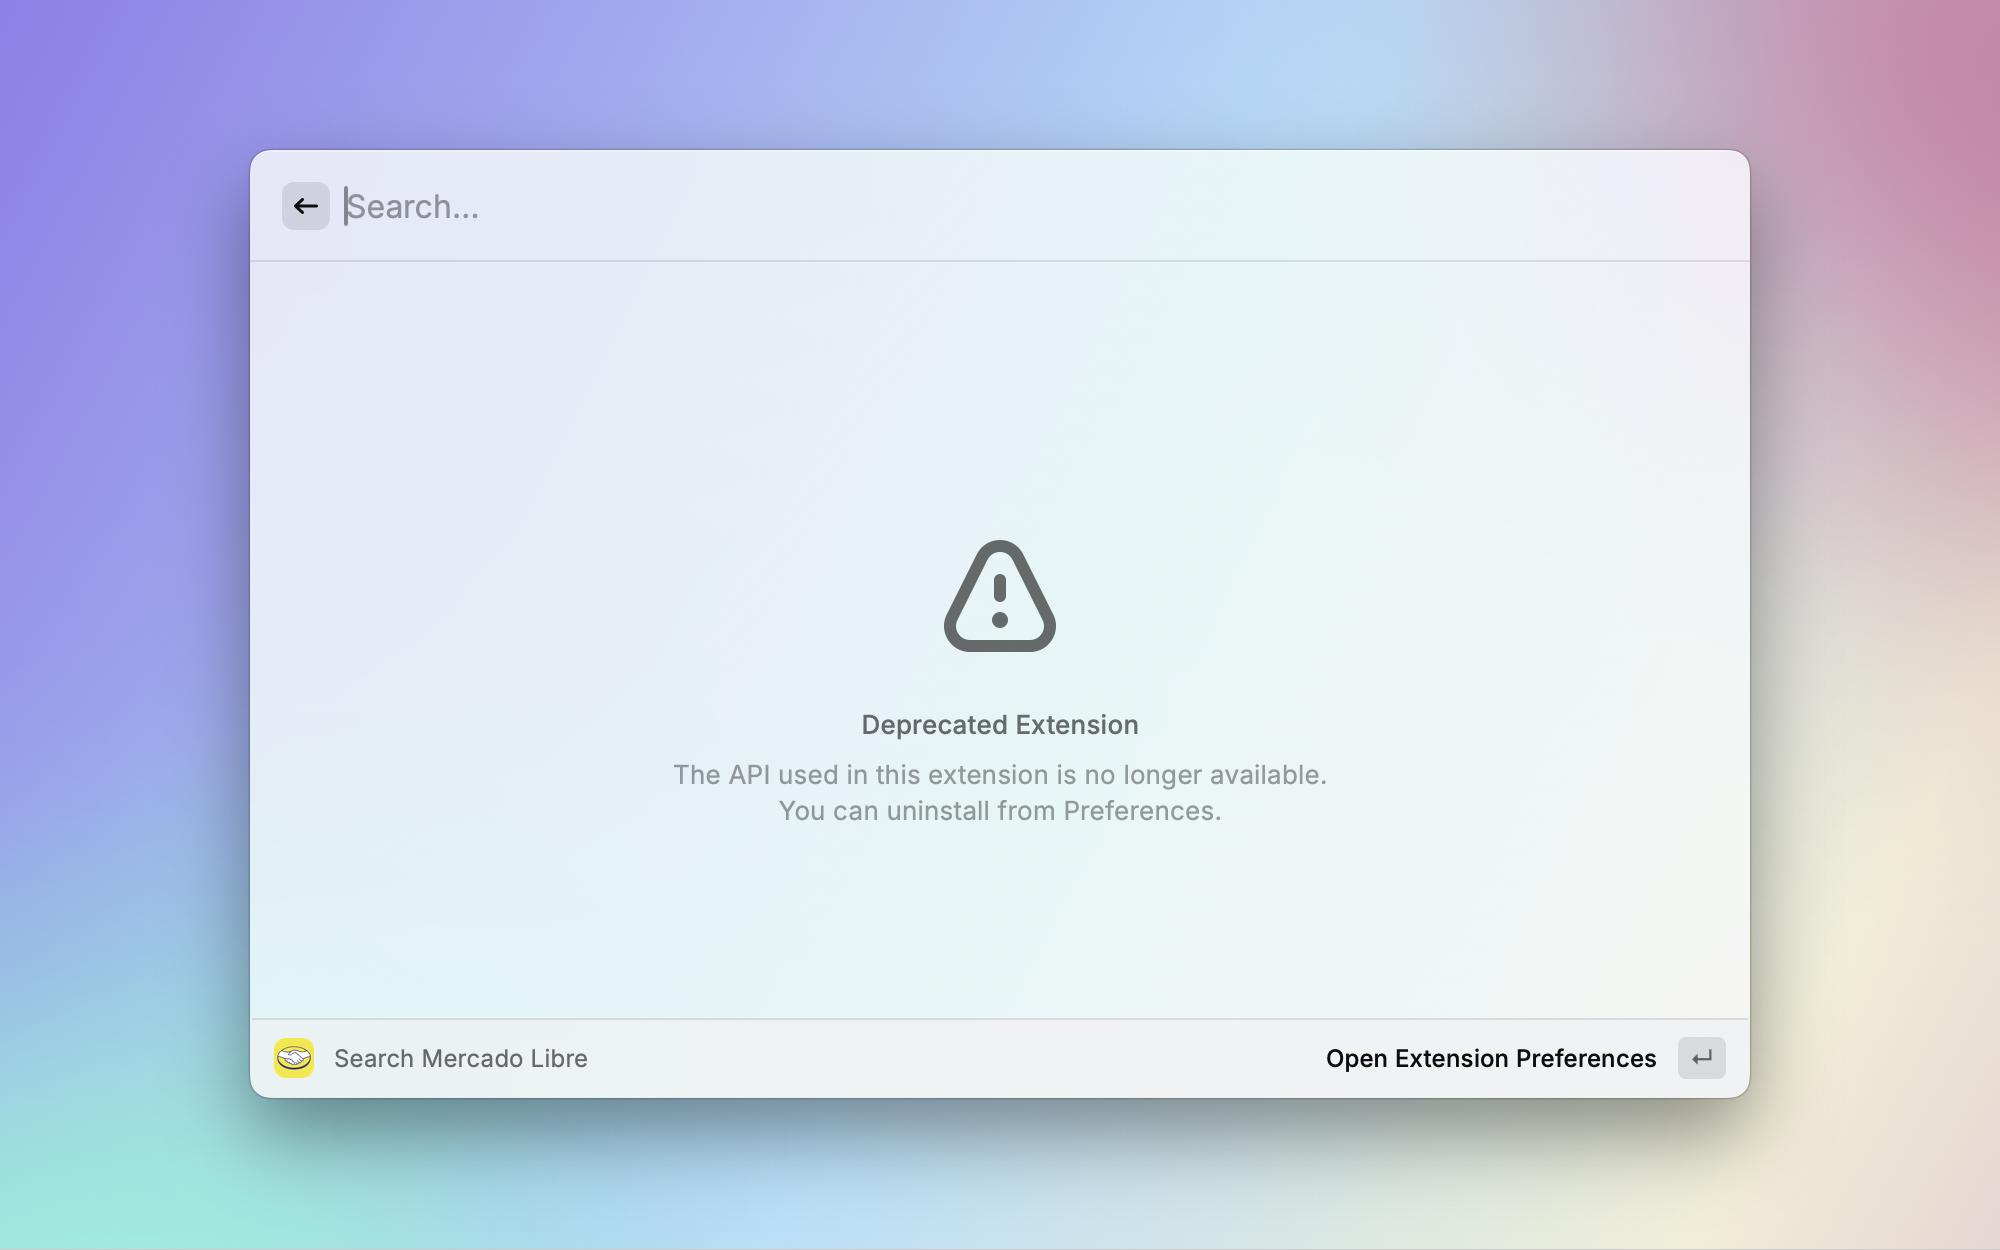 Search...
Deprecated Extension
The API used in this extension is no longer available.
You can uninstall from Preferences.
Search Mercado Libre
Open Extension Preferences